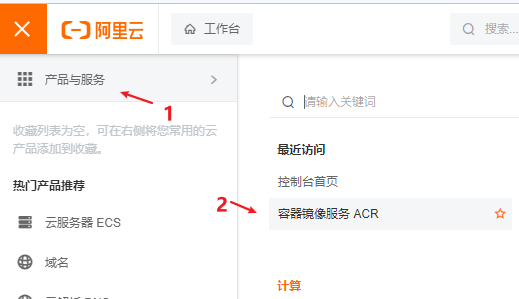 阿里云
工作台
搜索...
产品与服务
1
请输入关键词
收藏列表为空，可在右侧将您常用的云
产品添加到收藏。
最近访问
热门产品推荐
控制台首页
2
容器镜像服务 ACR
云服务器 ECS
域名
计算